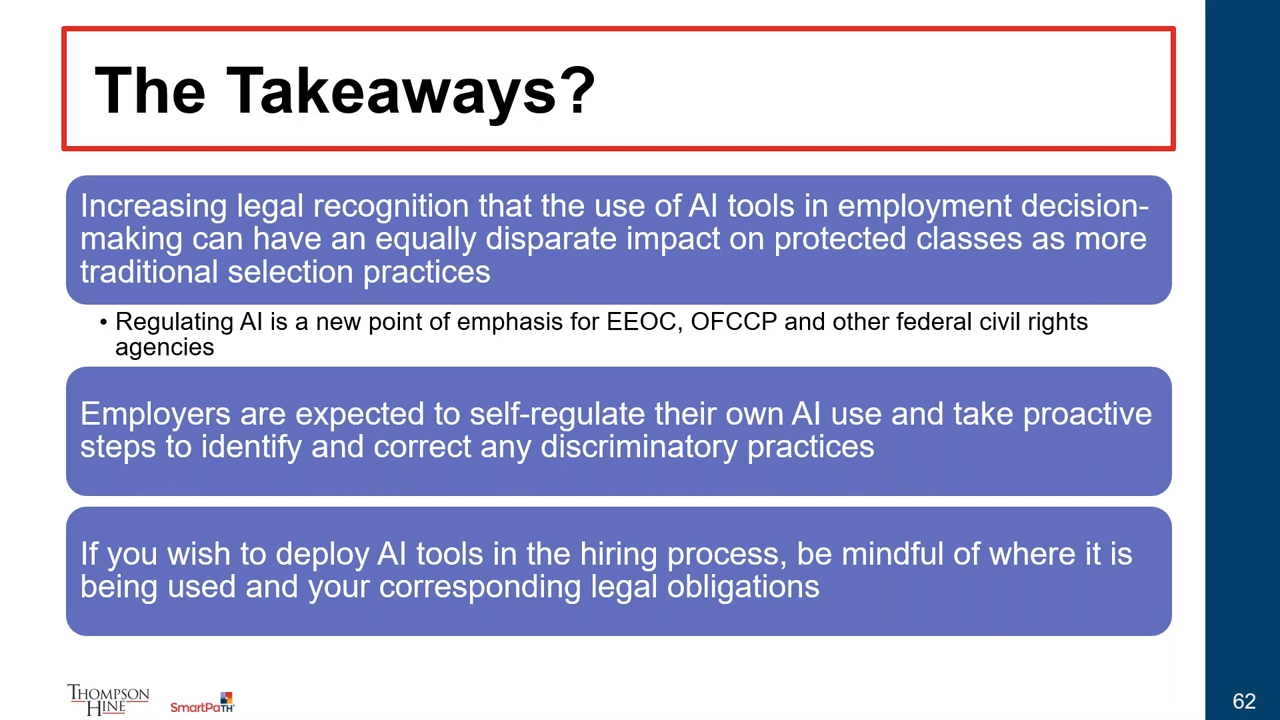 The Takeaways?
Increasing legal recognition that the use of AI tools in employment decision-
making can have an equally disparate impact on protected classes as more
traditional selection practices
• Regulating AI is a new point of emphasis for EEOC, OFCCP and other federal civil rights
agencies
Employers are expected to self-regulate their own AI use and take proactive
steps to identify and correct any discriminatory practices
If you wish to deploy AI tools in the hiring process, be mindful of where it is
being used and your corresponding legal obligations
THOMPSON
HINE
SmartPaTH
62